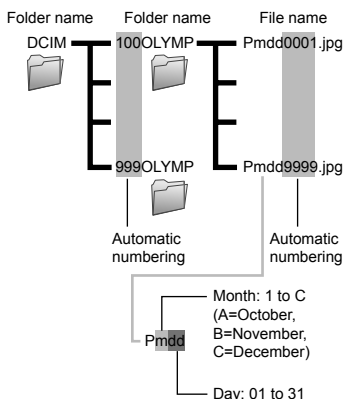 Folder name Folder name File name
DCIM 100OLYMP Pmdd0001.jpg
999OLYMP Pmdd9999.jpg
Automatic numbering
Automatic numbering
Pmdd
Month: 1 to C
(A=October,
B=November,
C=December)
Day: 01 to 31